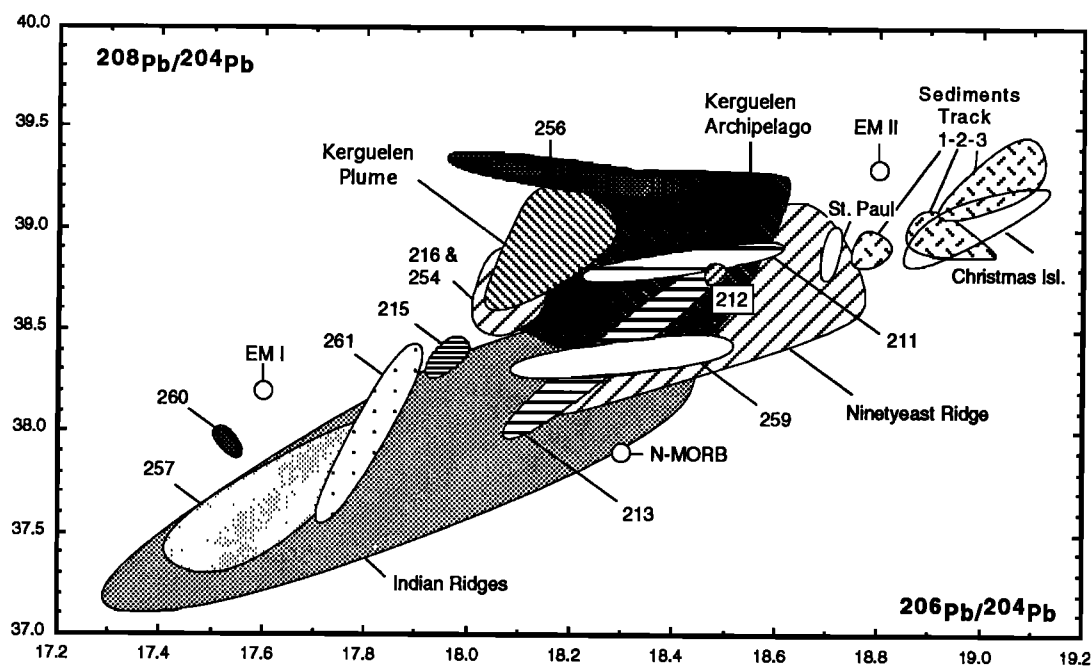 40.0
39.5
39.0
38.5
38.0
37.5
37.0
208Pb/204Pb
Kerguelen
Archipelago
Sediments
Track
1-2-3
EM II
256
Kerguelen
Plume
St. Paul
216 &
254
Christmas Isl.
215
212
211
261
EM I
260
Ninetyeast Ridge
259
257
N-MORB
213
Indian Ridges
206Pb/204Pb
17.2 17.4 17.6 17.8 18.0 18.2 18.4 18.6 18.8 19.0 19.2